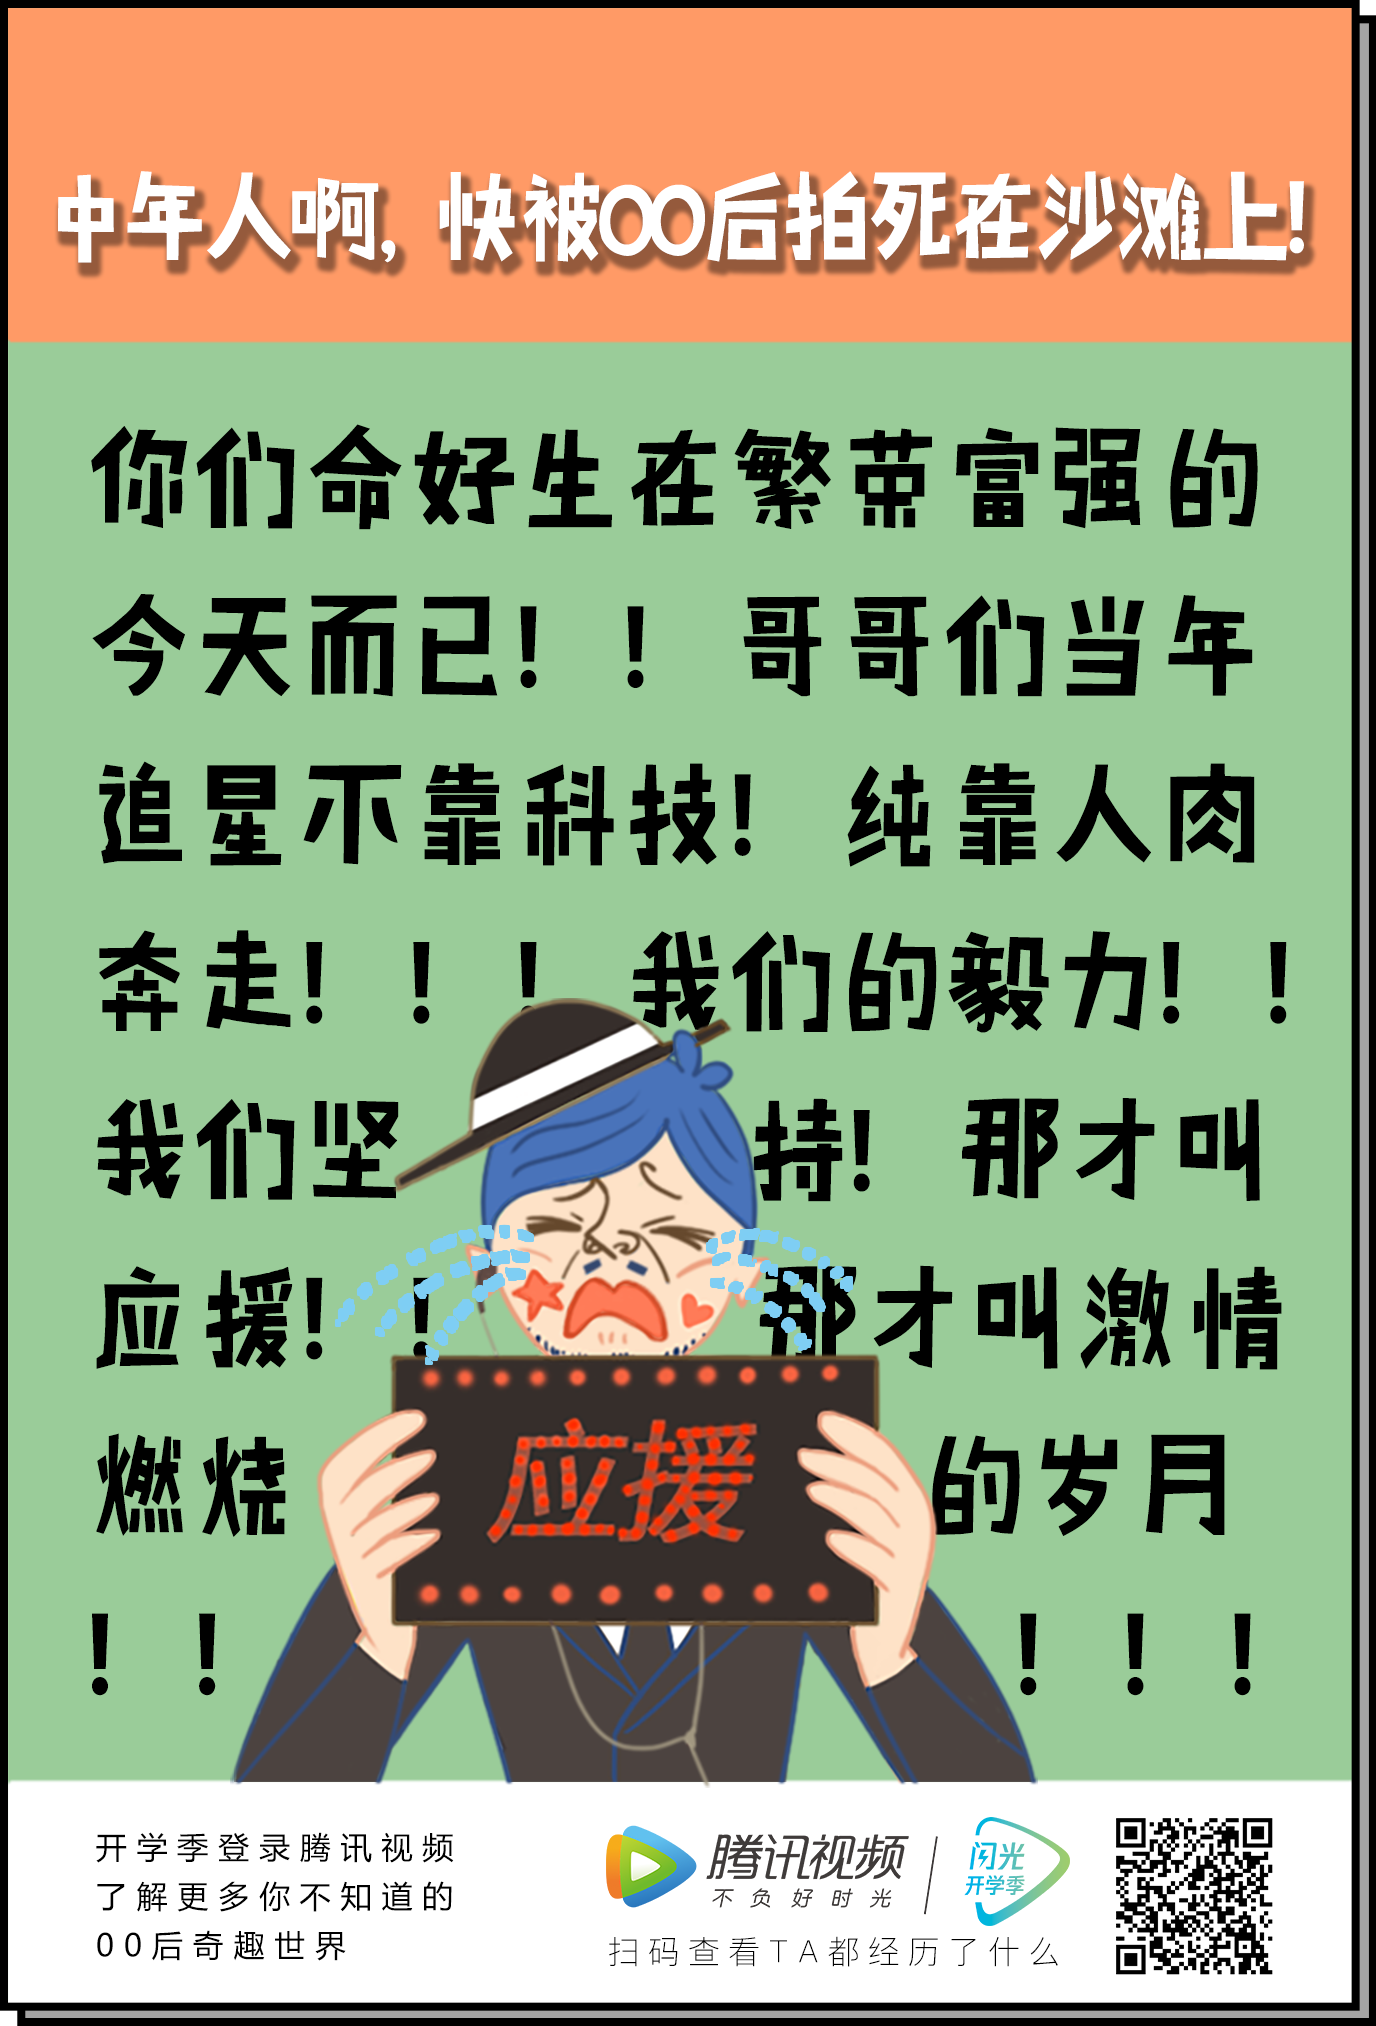 中年人啊，快被00后拍死在沙滩上！
你们命好生在繁荣富强的
今天而已！！哥哥们当年
追星不靠科技！纯靠人肉
奔走！！！我们的毅力！！
我们坚持！那才叫
应援！！那才叫激情
燃烧的岁月
！！！！！
应援
开学季登录腾讯视频
了解更多你不知道的
00后奇趣世界
腾讯视频
不负好时光
闪光
开学季
扫码查看TA都经历了什么